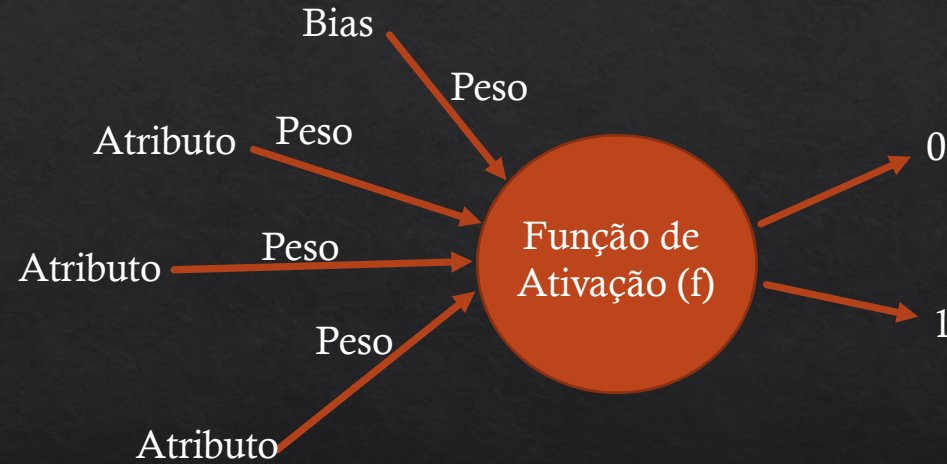 Bias
Peso
Atributo
Peso
0
Atributo
Peso
Função de
Ativação (f)
1
Peso
Atributo